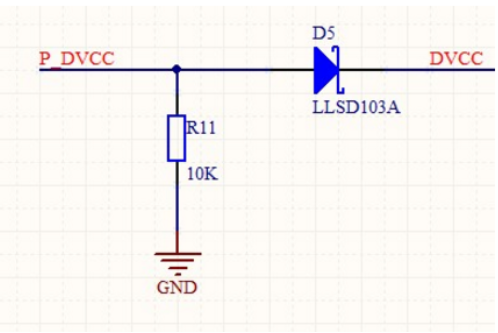 D5
P_DVCC
DVCC
LLSD103A
R11
10K
GND